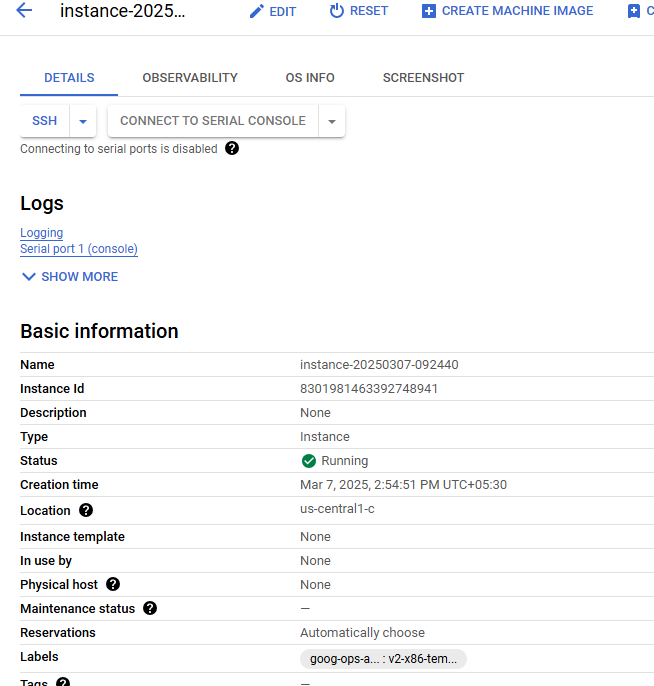 instance-2025... EDIT RESET CREATE MACHINE IMAGE C
DETAILS OBSERVABILITY OS INFO SCREENSHOT
SSH CONNECT TO SERIAL CONSOLE
Connecting to serial ports is disabled ?
Logs
Logging
Serial port 1 (console)
SHOW MORE
Basic information
Name instance-20250307-092440
Instance Id 8301981463392748941
Description None
Type Instance
Status Running
Creation time Mar 7, 2025, 2:54:51 PM UTC+05:30
Location ? us-central1-c
Instance template None
In use by None
Physical host ? None
Maintenance status ? —
Reservations Automatically choose
Labels goog-ops-a... : v2-x86-tem...
Tags ? —